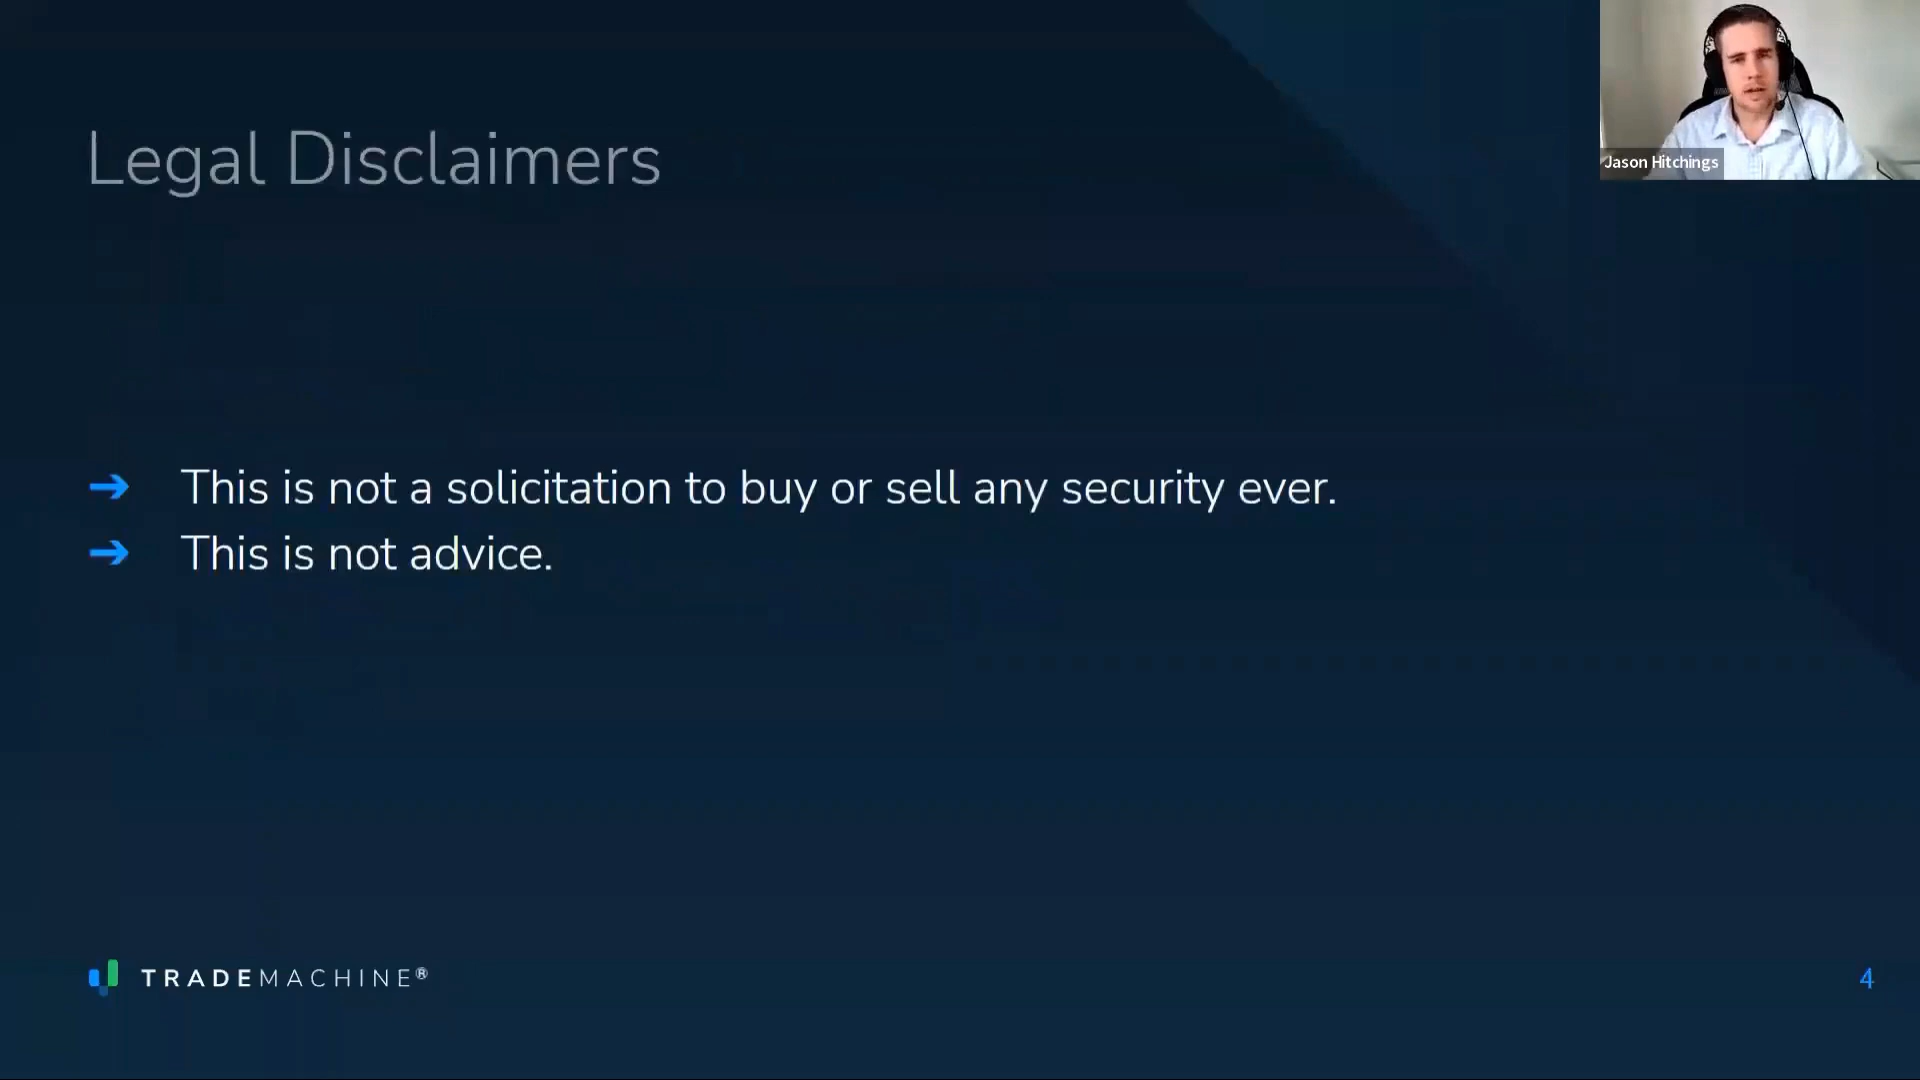 Legal Disclaimers
Jason Hitchings
➔ This is not a solicitation to buy or sell any security ever.
➔ This is not advice.
TRADEMACHINE®
4